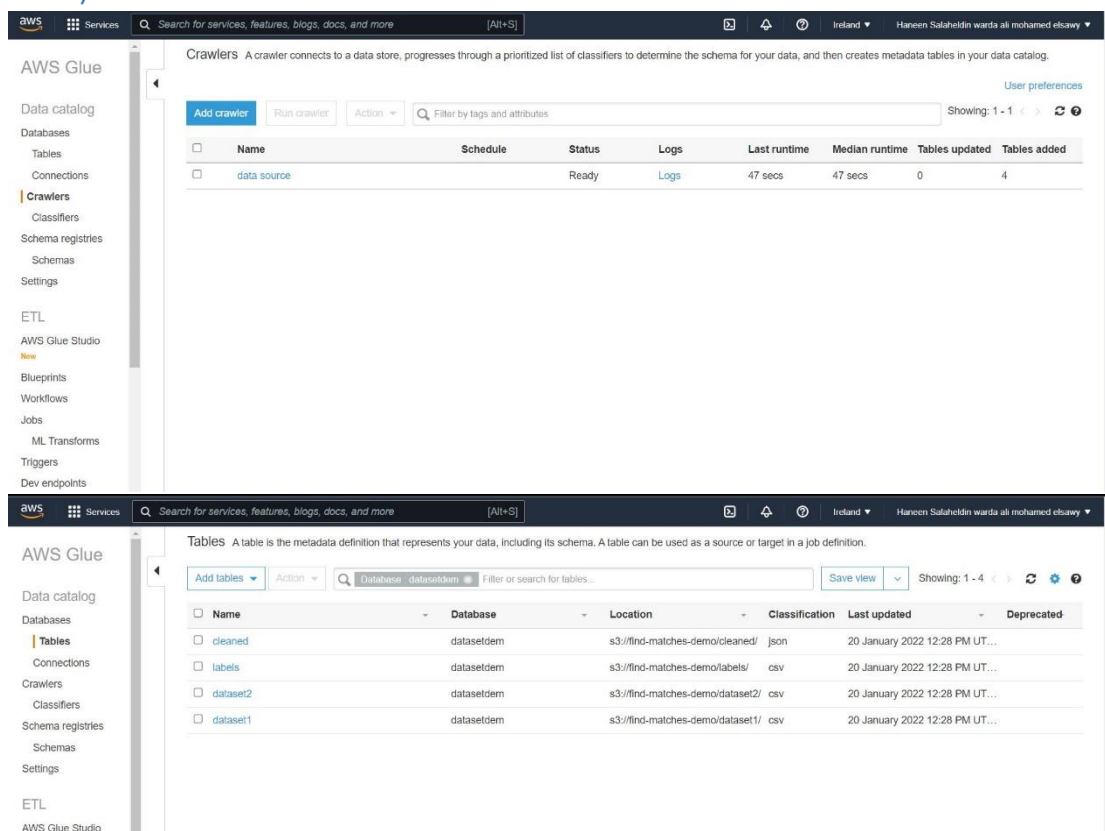 aws Services Search for services, features, blogs, docs, and more [Alt+S] Ireland Haneen Salaheldin warda ali mohamed elsawy
AWS Glue
Data catalog
Databases
Tables
Connections
Crawlers
Classifiers
Schema registries
Schemas
Settings
ETL
AWS Glue Studio
New
Blueprints
Workflows
Jobs
ML Transforms
Triggers
Dev endpoints
Crawlers A crawler connects to a data store, progresses through a prioritized list of classifiers to determine the schema for your data, and then creates metadata tables in your data catalog.
User preferences
Add crawler Run crawler Action Filter by tags and attributes Showing: 1 - 1
Name Schedule Status Logs Last runtime Median runtime Tables updated Tables added
data source Ready Logs 47 secs 47 secs 0 4
aws Services Search for services, features, blogs, docs, and more [Alt+S] Ireland Haneen Salaheldin warda ali mohamed elsawy
AWS Glue
Data catalog
Databases
Tables
Connections
Crawlers
Classifiers
Schema registries
Schemas
Settings
ETL
AWS Glue Studio
Tables A table is the metadata definition that represents your data, including its schema. A table can be used as a source or target in a job definition.
Add tables Action Database : datasetdem Filter or search for tables... Save view Showing: 1 - 4
Name Database Location Classification Last updated Deprecated
cleaned datasetdem s3://find-matches-demo/cleaned/ json 20 January 2022 12:28 PM UT...
labels datasetdem s3://find-matches-demo/labels/ csv 20 January 2022 12:28 PM UT...
dataset2 datasetdem s3://find-matches-demo/dataset2/ csv 20 January 2022 12:28 PM UT...
dataset1 datasetdem s3://find-matches-demo/dataset1/ csv 20 January 2022 12:28 PM UT...